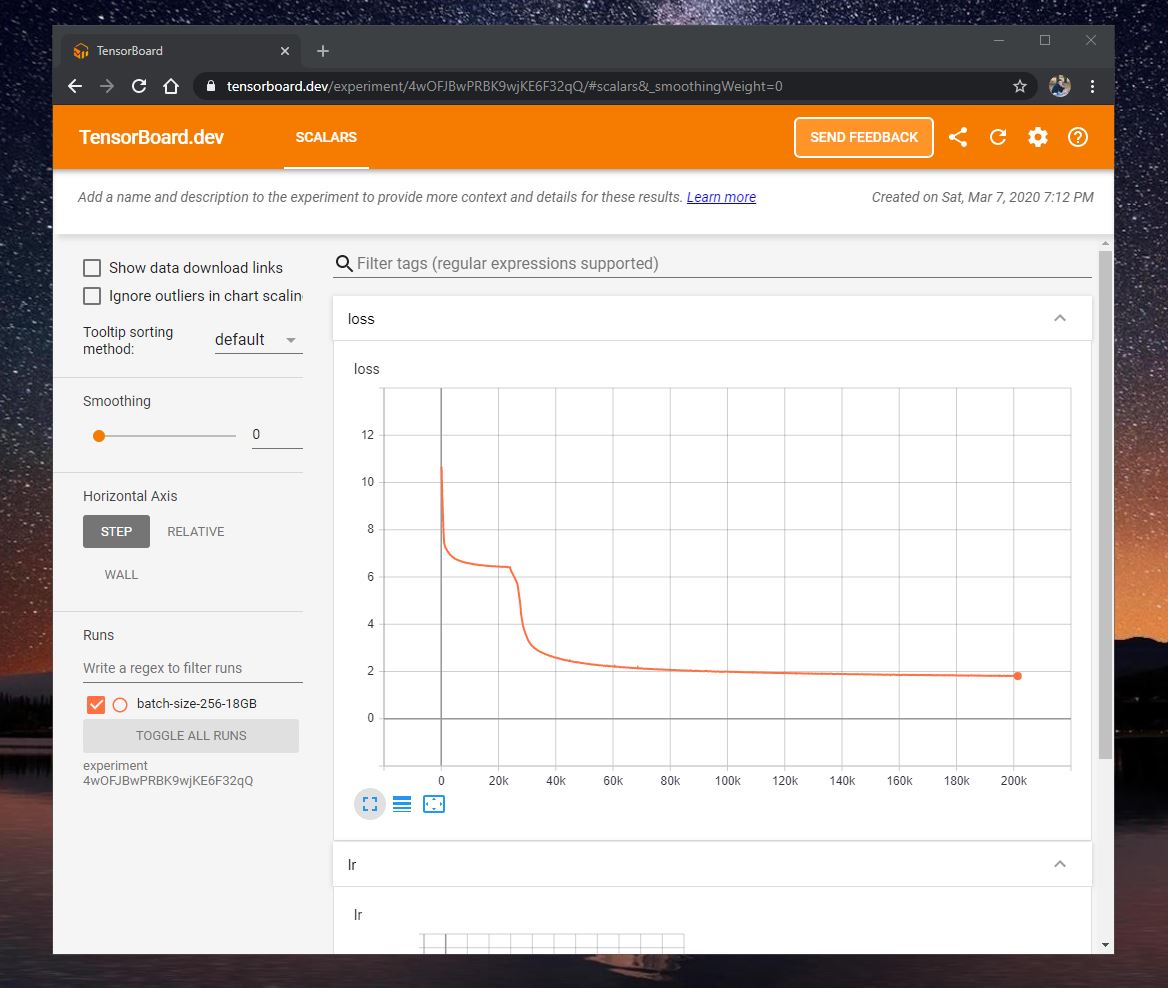 TensorBoard
tensorboard.dev/experiment/4wOFJBwPRBK9wjKE6F32qQ/#scalars&_smoothingWeight=0
TensorBoard.dev
SCALARS
SEND FEEDBACK
Add a name and description to the experiment to provide more context and details for these results. Learn more
Created on Sat, Mar 7, 2020 7:12 PM
Show data download links
Ignore outliers in chart scalin
Tooltip sorting
method:
default
Smoothing
0
Horizontal Axis
STEP RELATIVE
WALL
Runs
Write a regex to filter runs
batch-size-256-18GB
TOGGLE ALL RUNS
experiment
4wOFJBwPRBK9wjKE6F32qQ
Filter tags (regular expressions supported)
loss
loss
12
10
8
6
4
2
0
0 20k 40k 60k 80k 100k 120k 140k 160k 180k 200k
lr
lr